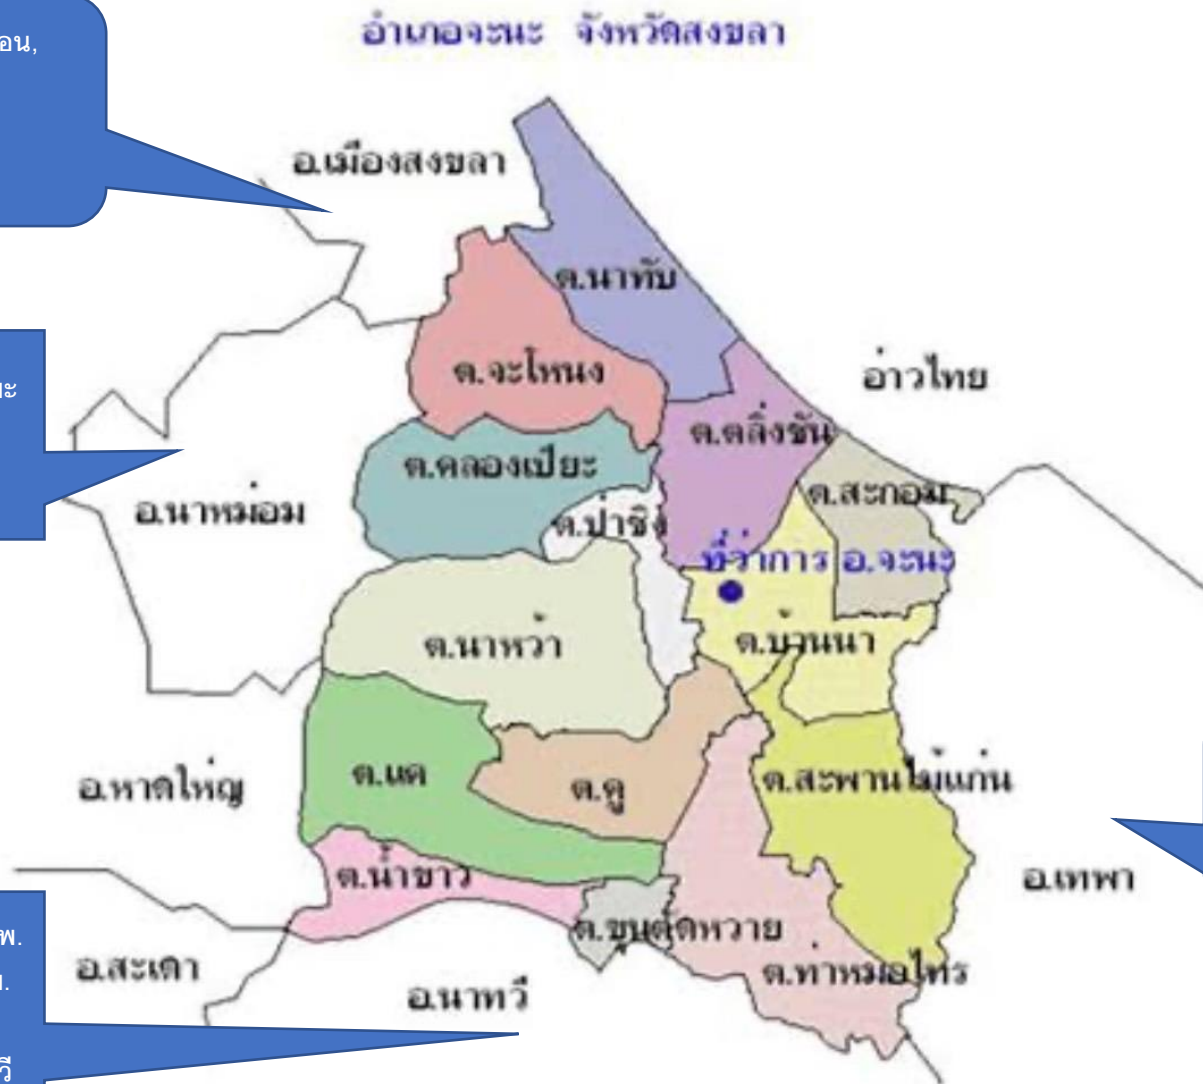 อำเภอจะนะ จังหวัดสงขลา
อ.เมืองสงขลา
ต.นาทับ
ต.จะโหนง
อ่าวไทย
ต.ตลิ่งชัน
ต.คลองเปียะ
ต.สะกอม
อ.นาหม่อม
ต.ป่าชิง
ที่ว่าการ อ.จะนะ
ต.นาหว้า
ต.บ้านนา
อ.หาดใหญ่
ต.แค
ต.คู
ต.สะพานไม้แก่น
ต.น้ำขาว
อ.เทพา
ต.ขุนตัดหวาย
อ.สะเดา
ต.ท่าหมอไทร
อ.นาทวี
พ.